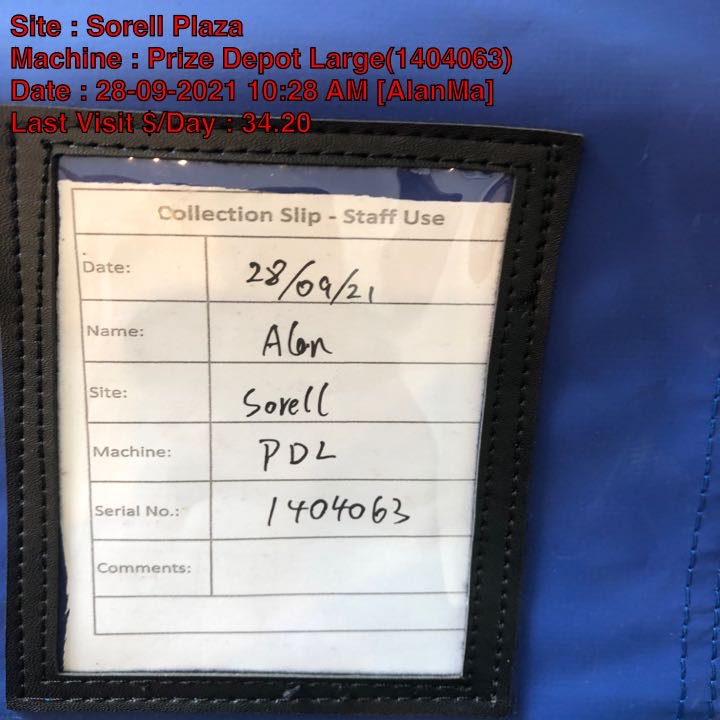 Site : Sorell Plaza
Machine : Prize Depot Large(1404063)
Date : 28-09-2021 10:28 AM [AlanMa]
Last Visit $/Day : 34.20
Collection Slip - Staff Use
Date: 28/09/21
Name: Alan
Site: Sorell
Machine: PDL
Serial No.: 1404063
Comments: